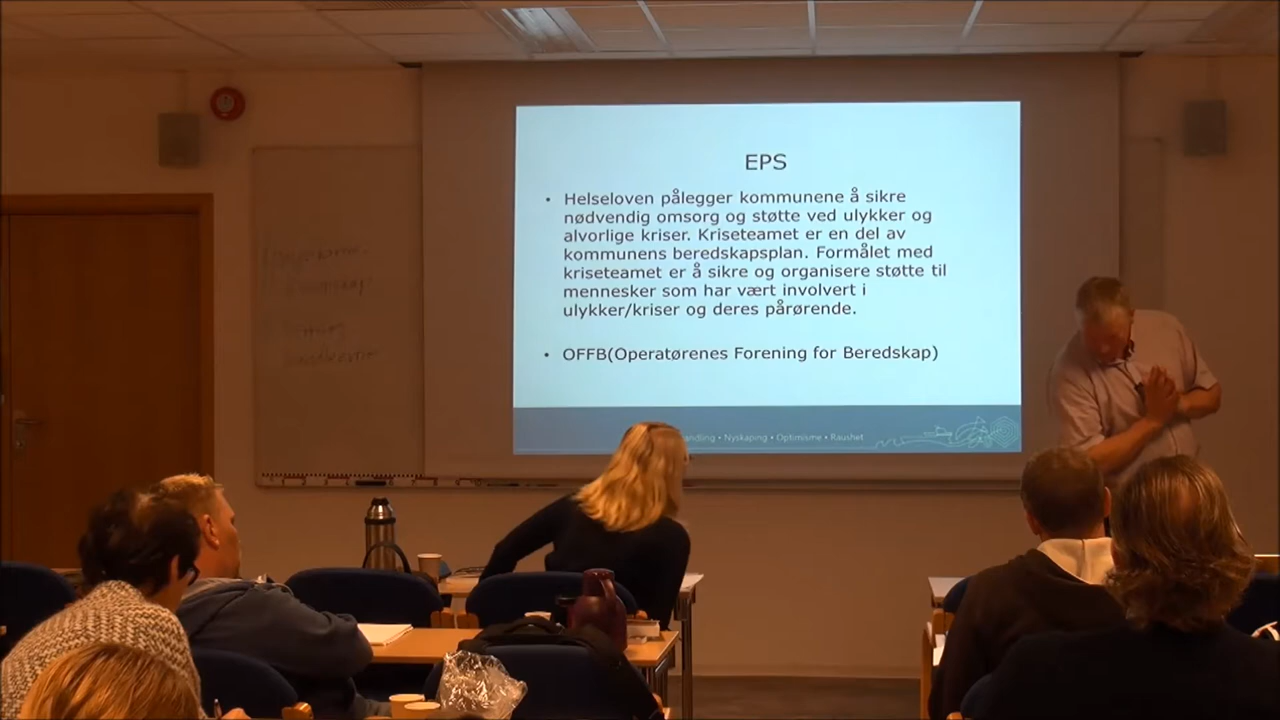 EPS
• Helseloven pålegger kommunene å sikre
nødvendig omsorg og støtte ved ulykker og
alvorlige kriser. Kriseteamet er en del av
kommunens beredskapsplan. Formålet med
kriseteamet er å sikre og organisere støtte til
mennesker som har vært involvert i
ulykker/kriser og deres pårørende.
• OFFB(Operatørenes Forening for Beredskap)
• Nyskaping • Optimisme • Raushet